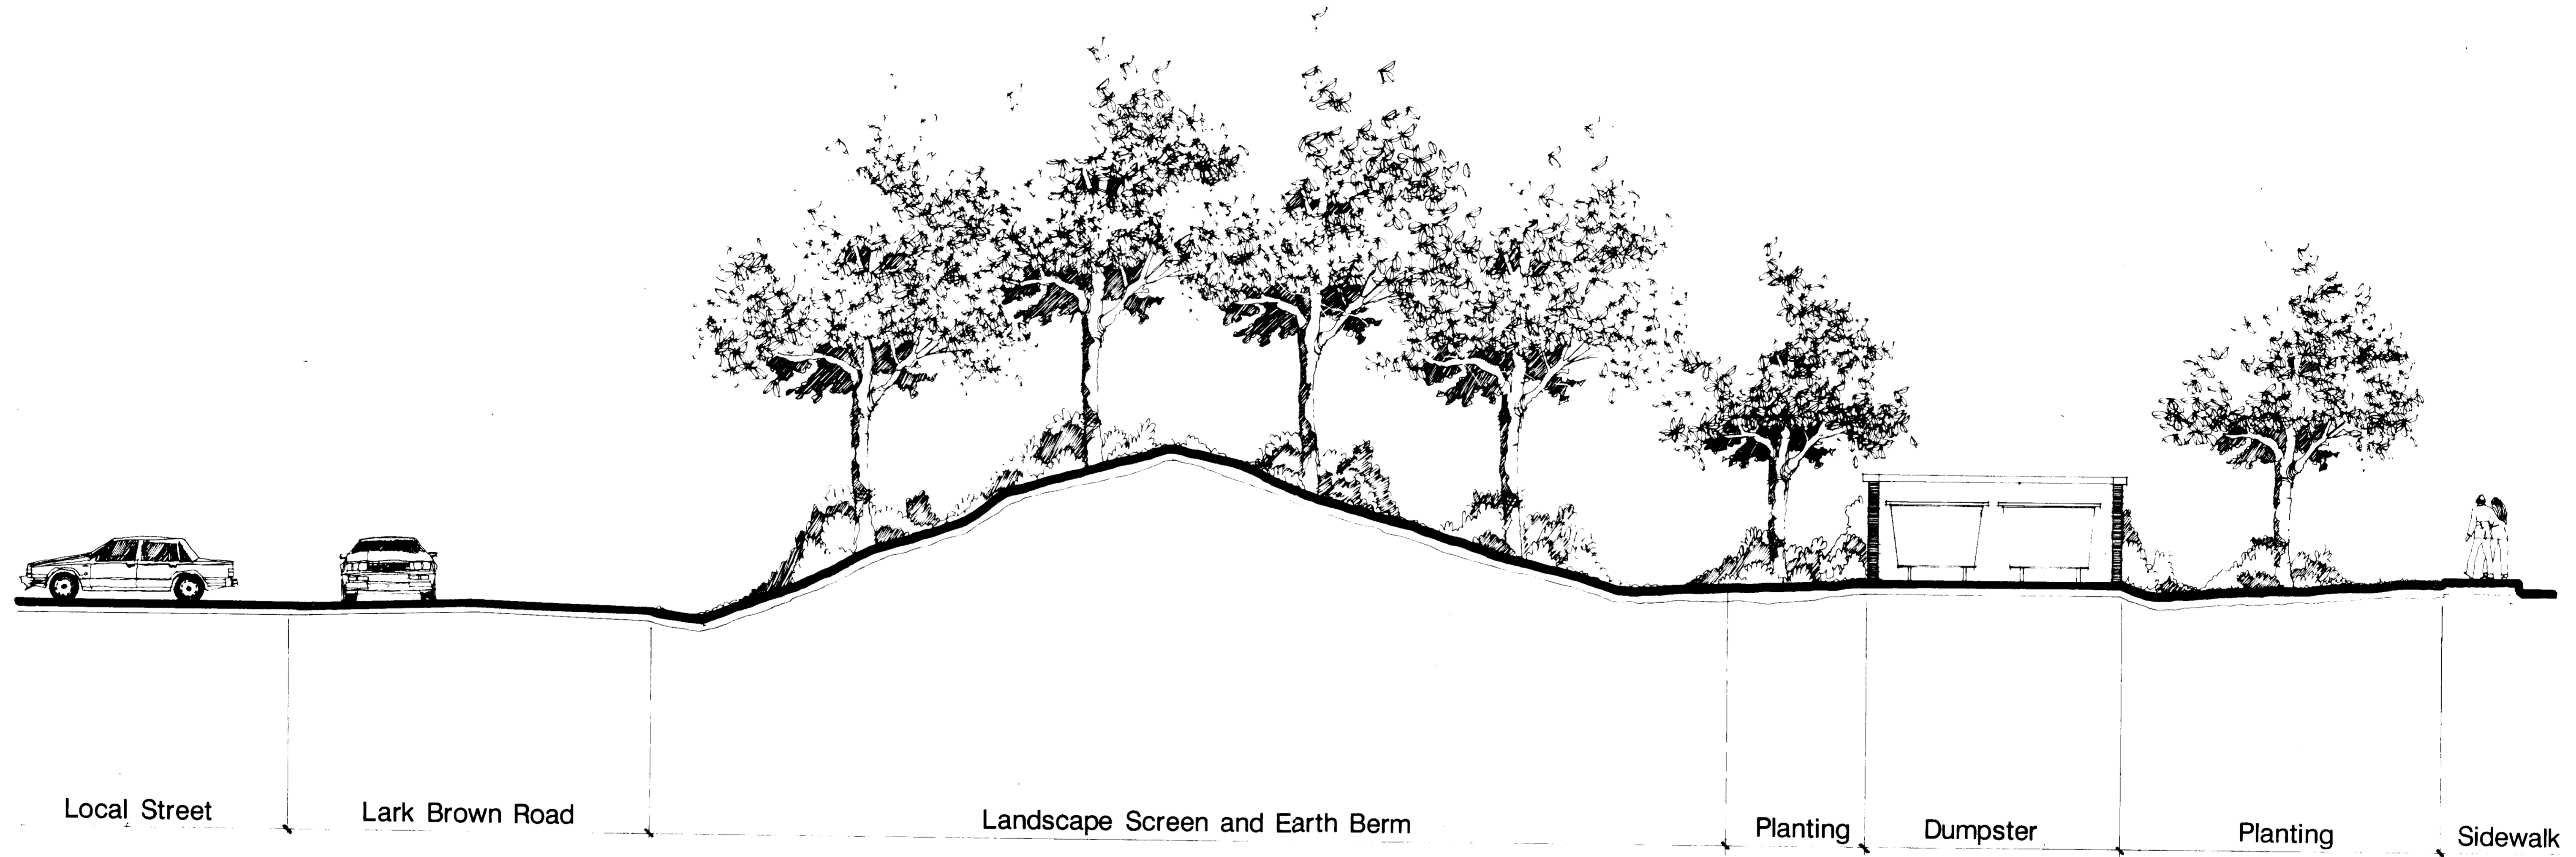 Local Street
Lark Brown Road
Landscape Screen and Earth Berm
Planting
Dumpster
Planting
Sidewalk